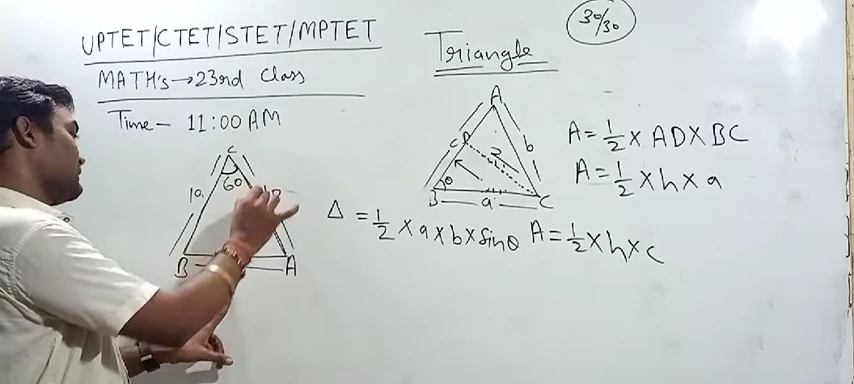 UPTET/CTET/STET/MPTET
MATH's→23rd Class
Time- 11:00 AM
30/30
Triangle
A
c
b
θ
B
a
C
A=1/2×AD×BC
A=1/2×h×a
A=1/2×h×c
Δ=1/2×a×b×sinθ
C
60
10
B
A